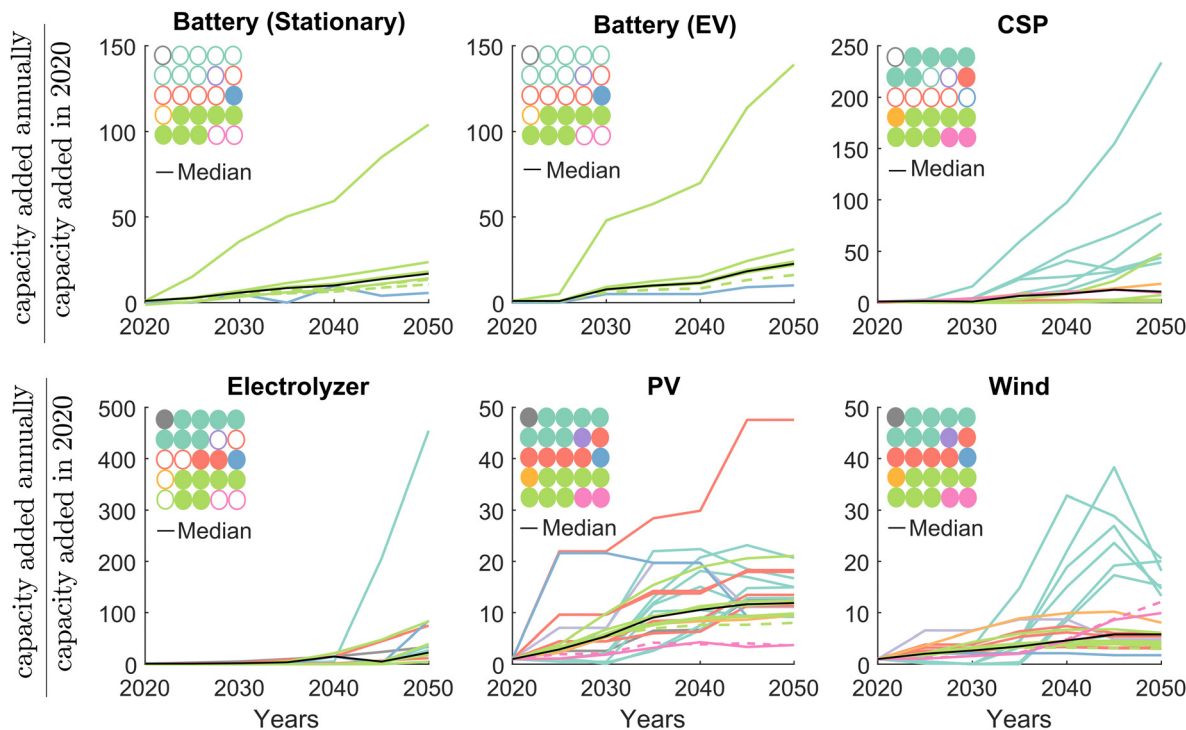 Battery (Stationary)
150
100
50
0
2020 2030 2040 2050
— Median
capacity added annually
capacity added in 2020
Battery (EV)
150
100
50
0
2020 2030 2040 2050
— Median
CSP
250
200
150
100
50
0
2020 2030 2040 2050
— Median
Electrolyzer
500
400
300
200
100
0
2020 2030 2040 2050
Years
— Median
capacity added annually
capacity added in 2020
PV
50
40
30
20
10
0
2020 2030 2040 2050
Years
— Median
Wind
50
40
30
20
10
0
2020 2030 2040 2050
Years
— Median